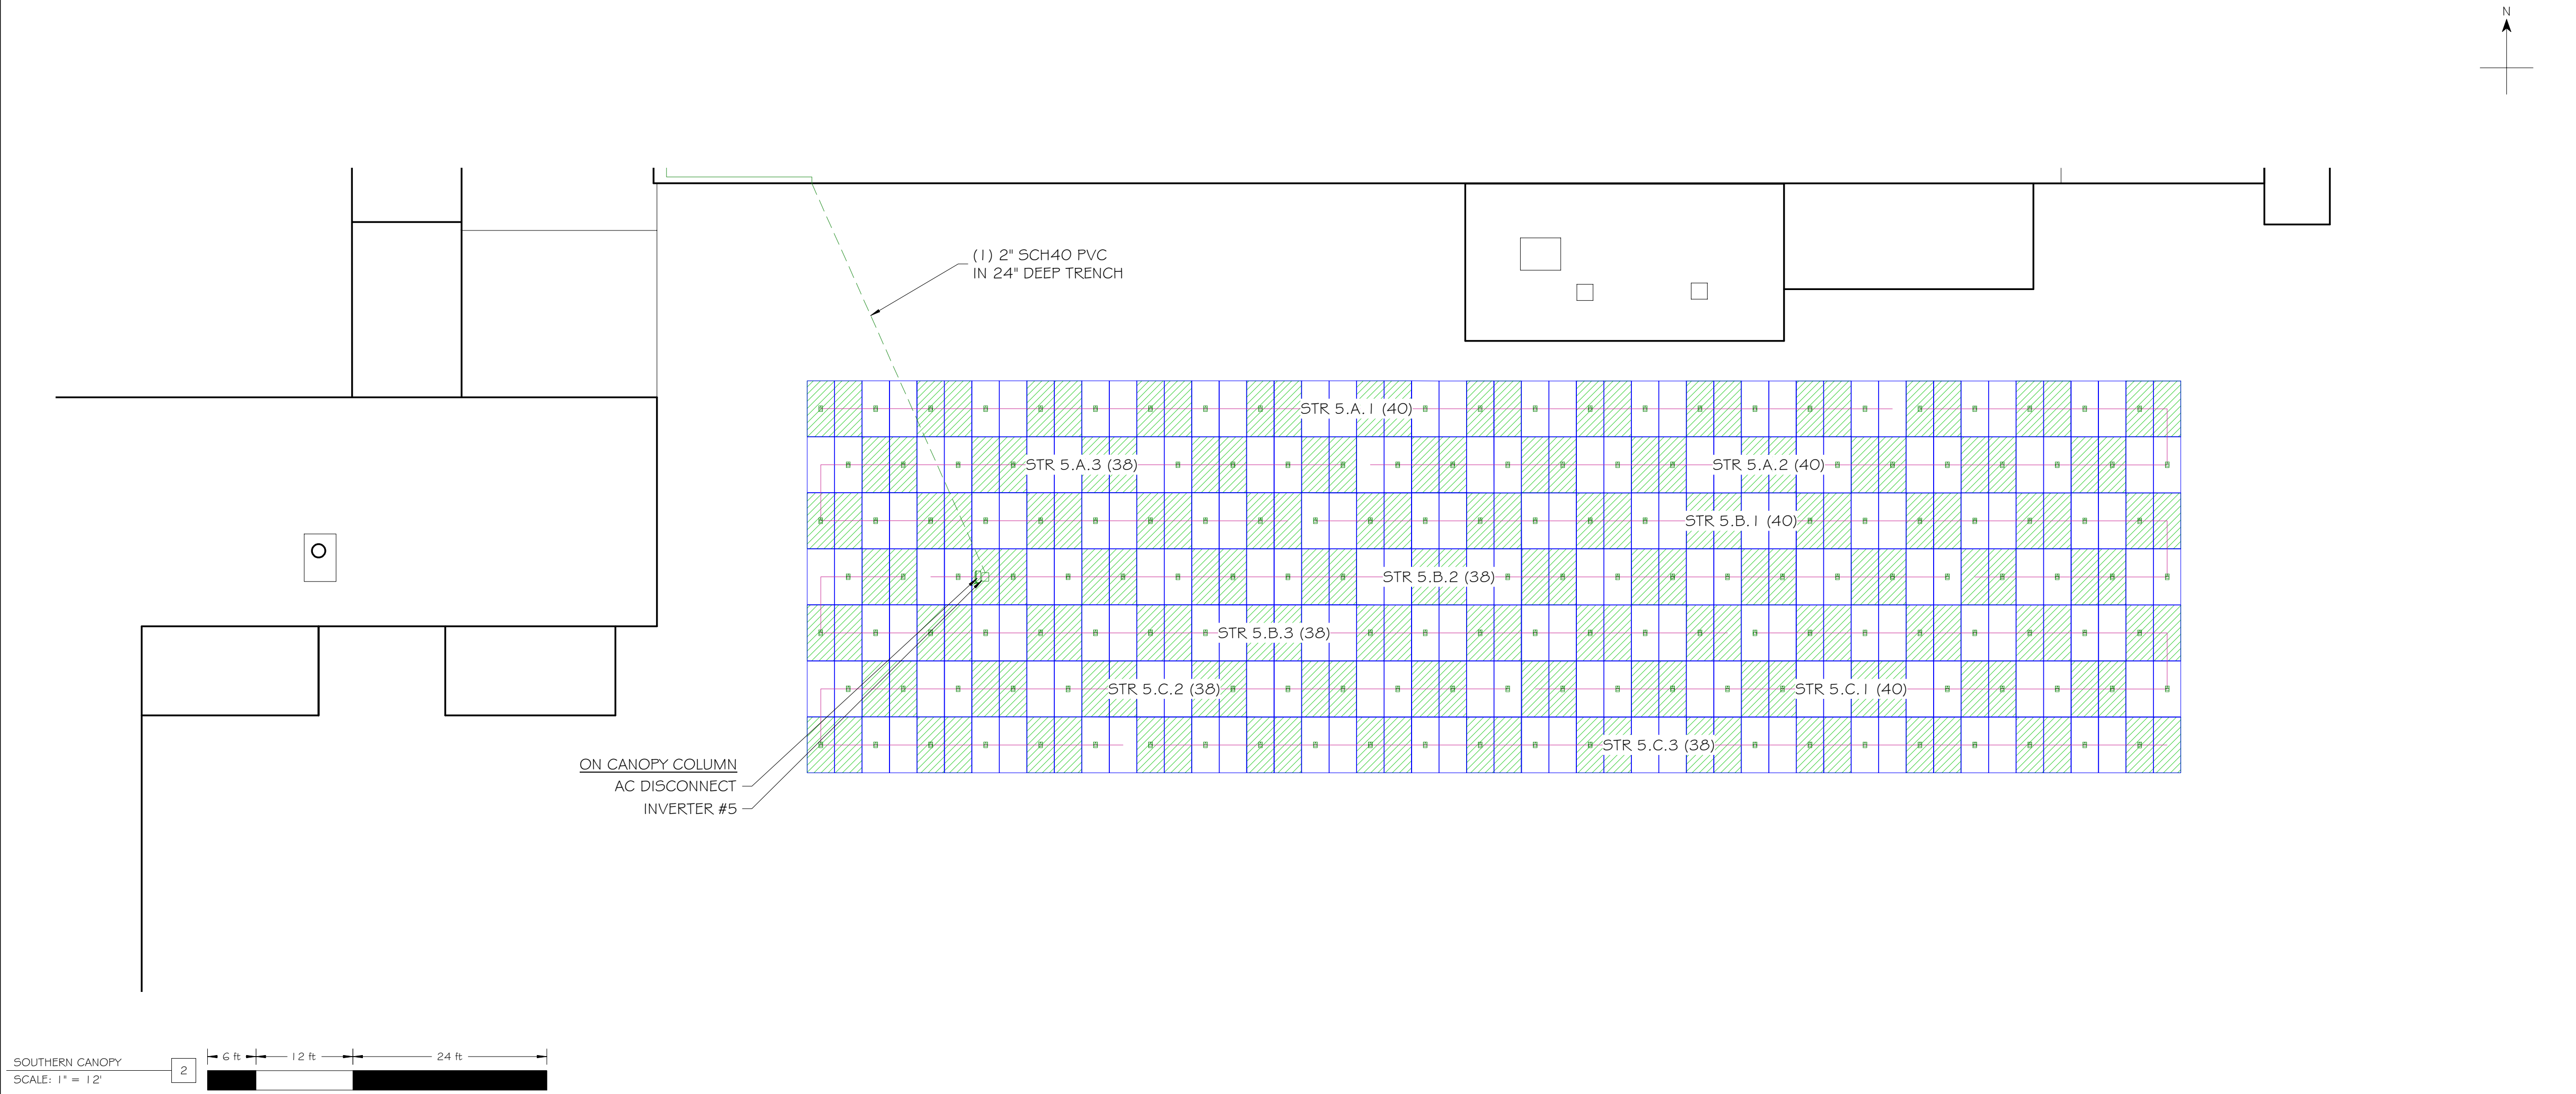 N
(1) 2" SCH40 PVC
IN 24" DEEP TRENCH
STR 5.A.1 (40)
STR 5.A.3 (38)
STR 5.A.2 (40)
STR 5.B.1 (40)
STR 5.B.2 (38)
STR 5.B.3 (38)
STR 5.C.2 (38)
STR 5.C.1 (40)
STR 5.C.3 (38)
ON CANOPY COLUMN
AC DISCONNECT
INVERTER #5
SOUTHERN CANOPY
SCALE: 1" = 12'
2
6 ft
12 ft
24 ft